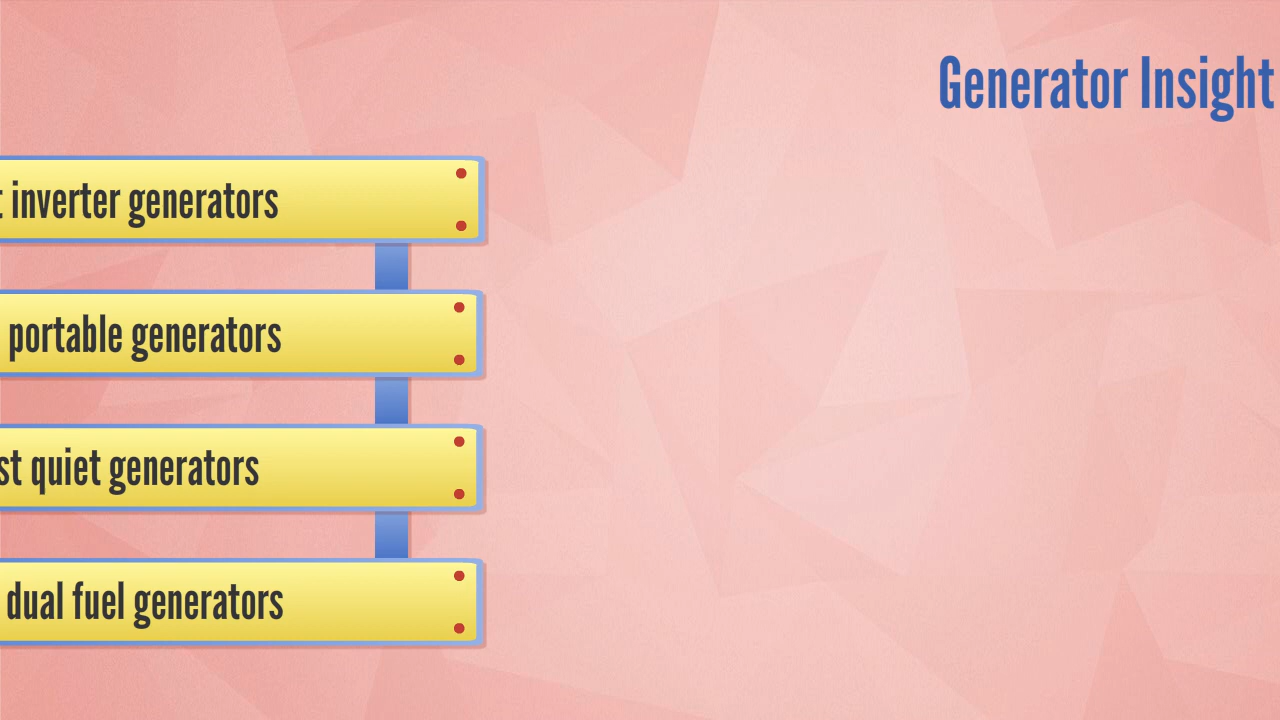 Generator Insight
inverter generators
portable generators
quiet generators
dual fuel generators